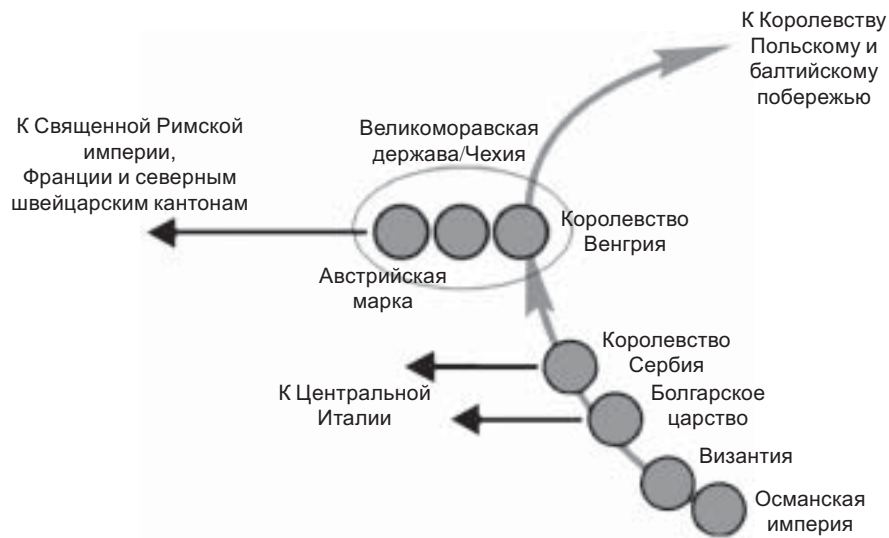 К Королевству
Польскому и
балтийскому
побережью
К Священной Римской
империи,
Франции и северным
швейцарским кантонам
Великоморавская
держава/Чехия
Королевство
Венгрия
Австрийская
марка
Королевство
Сербия
К Центральной
Италии
Болгарское
царство
Византия
Османская
империя